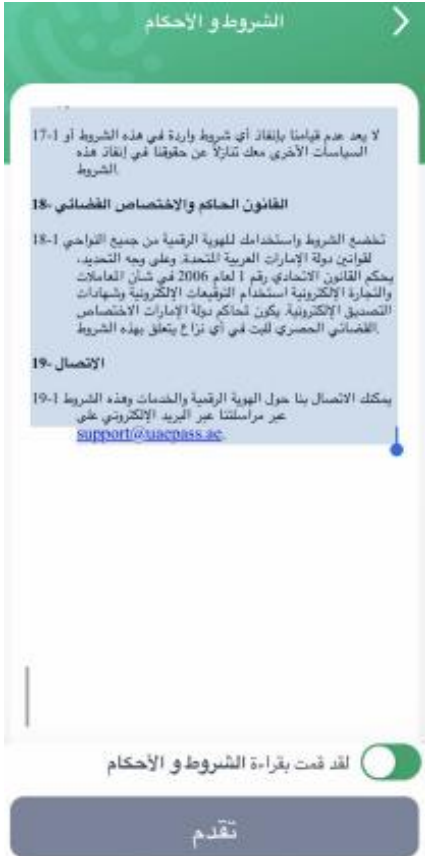 الشروط و الأحكام
17-1 لا يعد عدم قيامنا بإنفاذ أي شروط واردة في هذه الشروط أو
السياسات الأخرى معك تنازلاً عن حقوقنا في إنفاذ هذه
الشروط.
18- القانون الحاكم والاختصاص القضائي
18-1 تخضع الشروط واستخدامك للهوية الرقمية من جميع النواحي
لقوانين دولة الإمارات العربية المتحدة. وعلى وجه التحديد،
يحكم القانون الاتحادي رقم 1 لعام 2006 في شأن المعاملات
والتجارة الإلكترونية استخدام التوقيعات الإلكترونية وشهادات
التصديق الإلكترونية. يكون لمحاكم دولة الإمارات الاختصاص
القضائي الحصري للبت في أي نزاع يتعلق بهذه الشروط.
19- الاتصال
19-1 يمكنك الاتصال بنا حول الهوية الرقمية والخدمات وهذه الشروط
عبر مراسلتنا عبر البريد الإلكتروني على
support@uaepass.ae.
لقد قمت بقراءة الشروط و الأحكام
تقدم